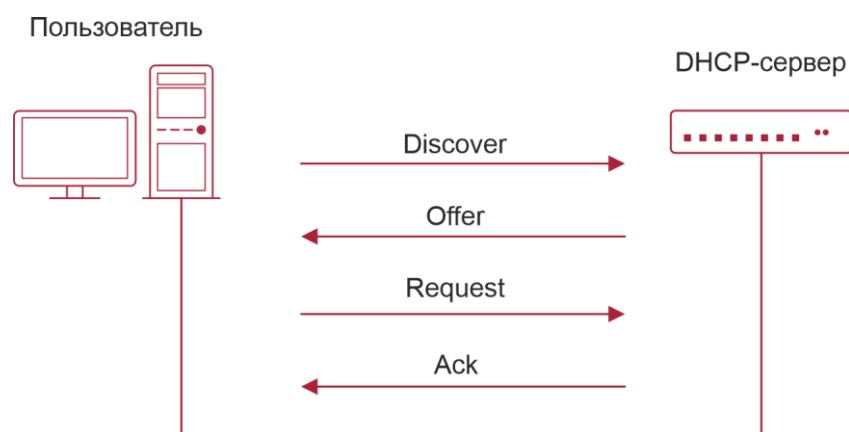 Пользователь
DHCP-сервер
Discover
Offer
Request
Ack